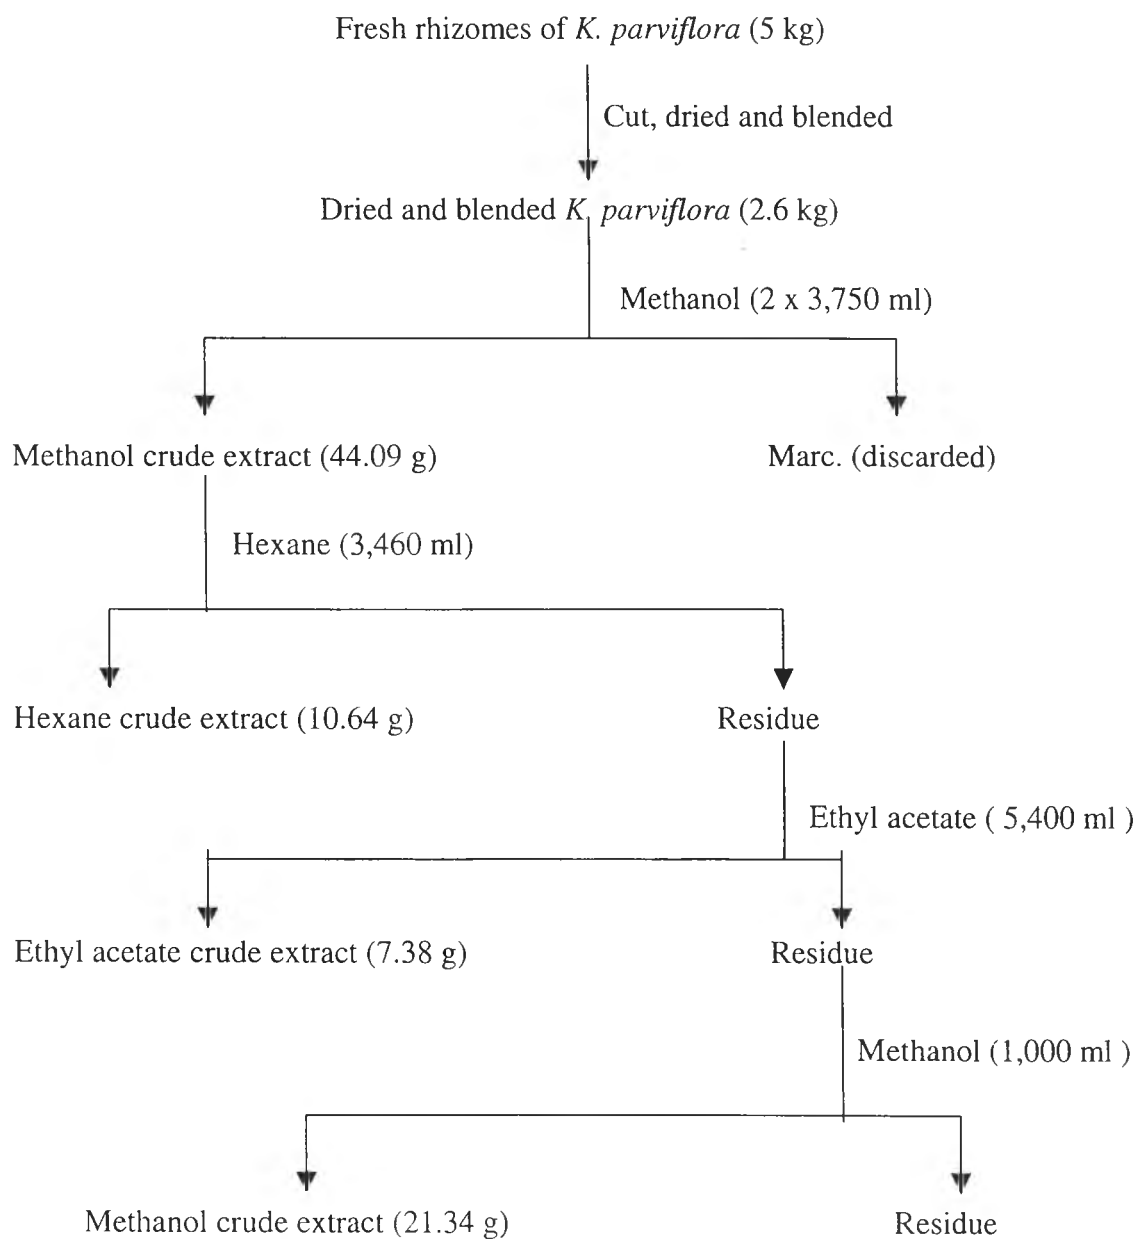 Fresh rhizomes of K. parviflora (5 kg)
Cut, dried and blended
Dried and blended K. parviflora (2.6 kg)
Methanol (2 x 3,750 ml)
Methanol crude extract (44.09 g)
Marc. (discarded)
Hexane (3,460 ml)
Hexane crude extract (10.64 g)
Residue
Ethyl acetate ( 5,400 ml )
Ethyl acetate crude extract (7.38 g)
Residue
Methanol (1,000 ml )
Methanol crude extract (21.34 g)
Residue